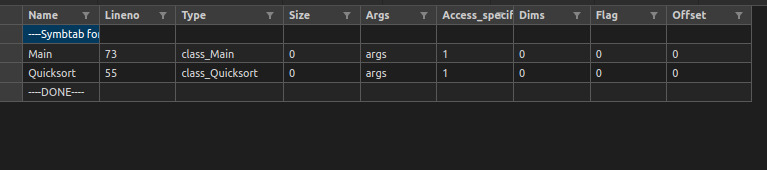 Name Lineno Type Size Args Access_specif Dims Flag Offset
----Symbtab for
Main 73 class_Main 0 args 1 0 0 0
Quicksort 55 class_Quicksort 0 args 1 0 0 0
----DONE----